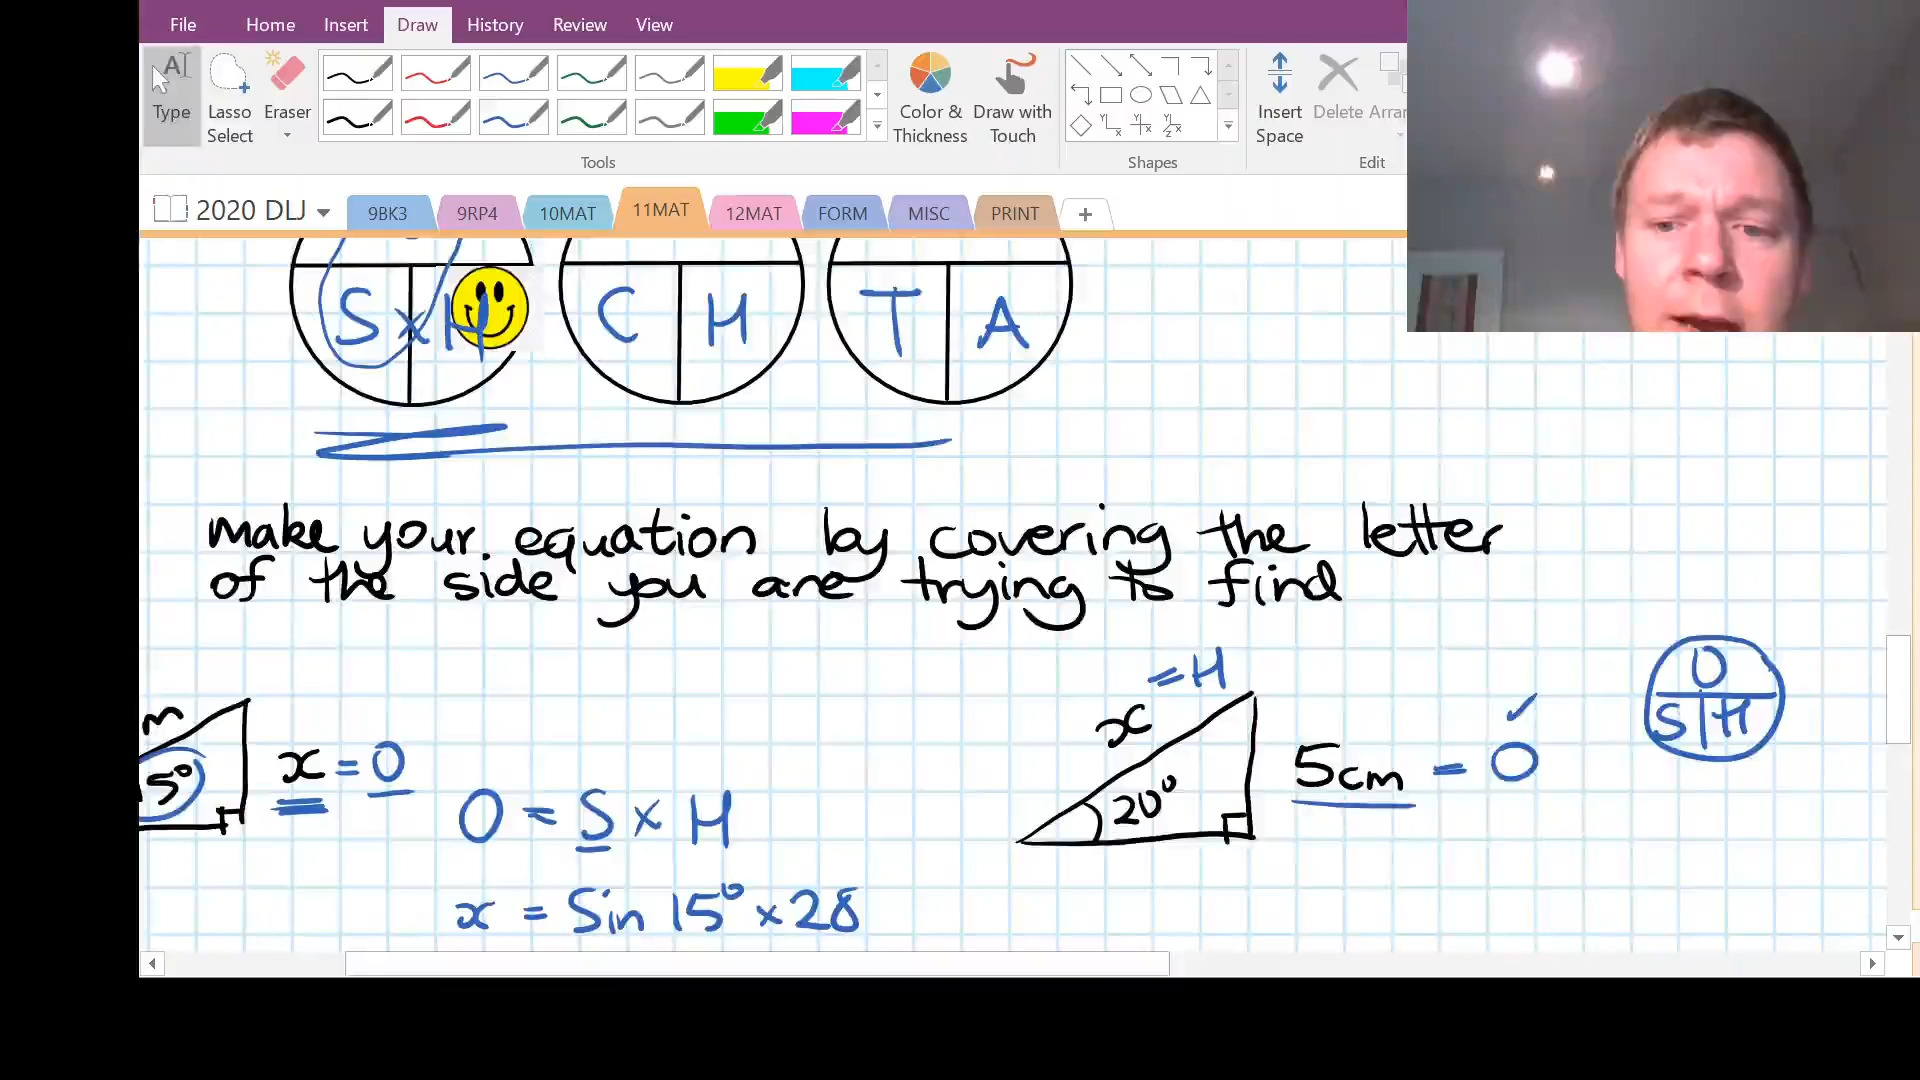 File Home Insert Draw History Review View
Type
Lasso Select
Eraser
Color & Thickness
Draw with Touch
Insert Space
Delete
Arran
Tools
Shapes
Edit
2020 DLJ 9BK3 9RP4 10MAT 11MAT 12MAT FORM MISC PRINT +
S x H C H T A
make your equation by covering the letter
of the side you are trying to find
= H
O
S H
m
x
5°
x = O
20°
5cm = O
O = S x H
x = Sin 15° x 28